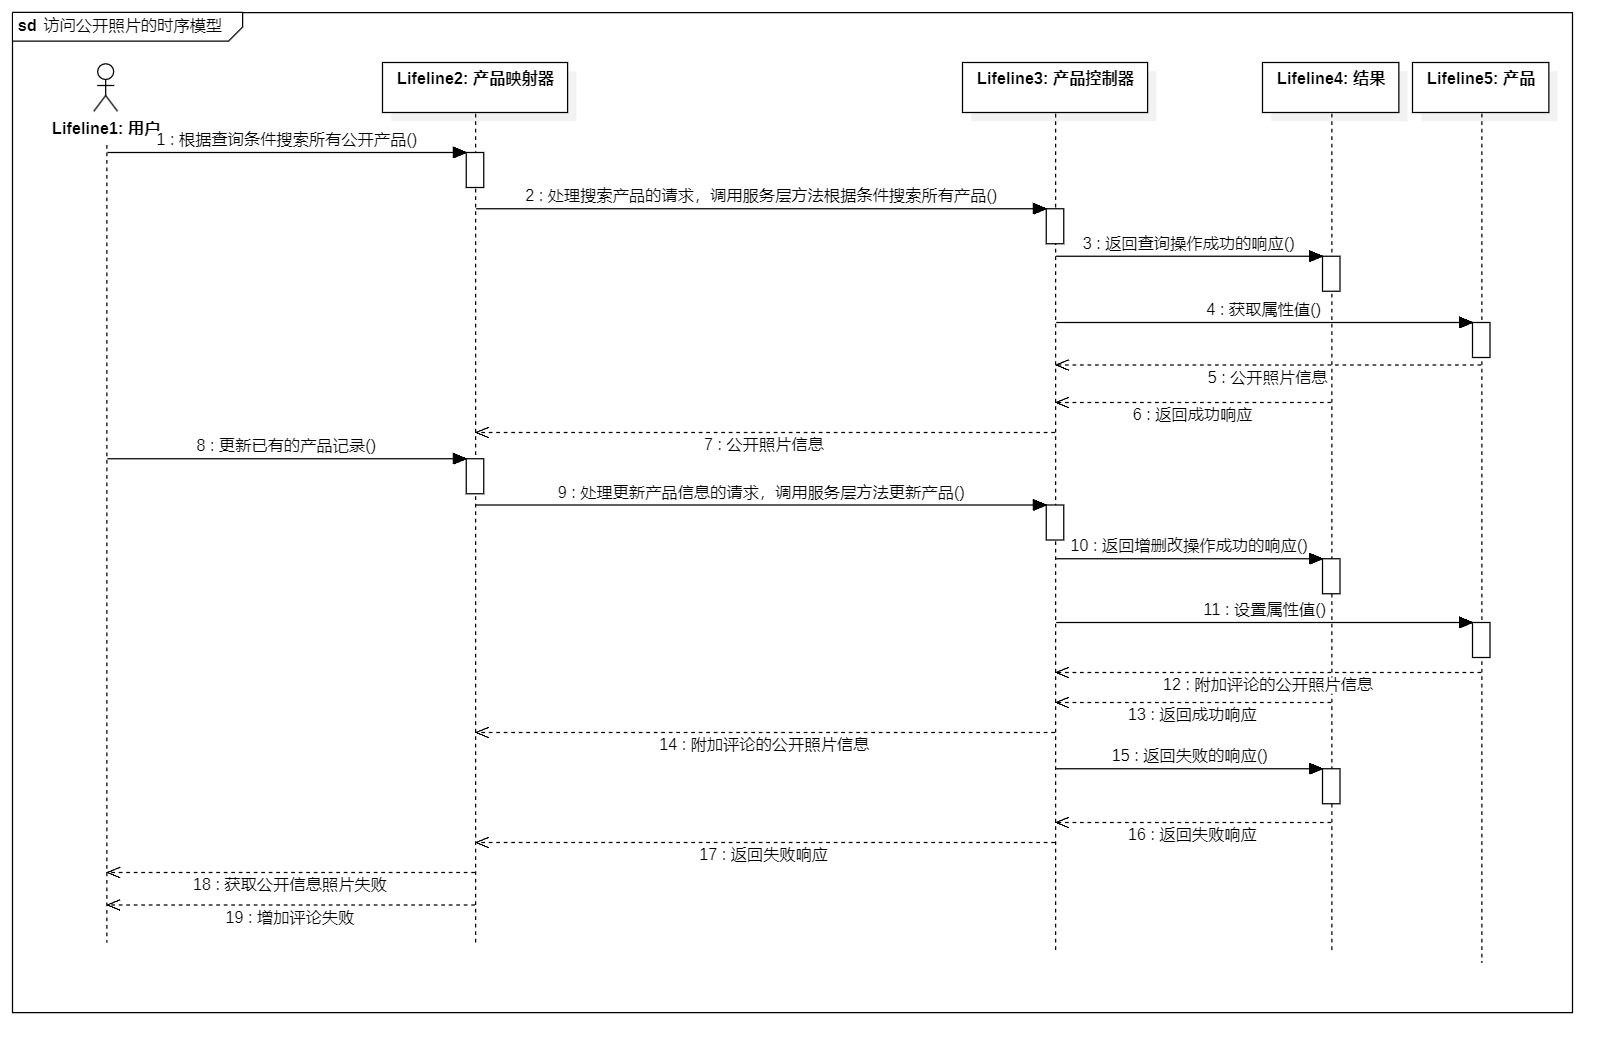 sd 访问公开照片的时序模型
Lifeline1: 用户
Lifeline2: 产品映射器
Lifeline3: 产品控制器
Lifeline4: 结果
Lifeline5: 产品
1 : 根据查询条件搜索所有公开产品()
2 : 处理搜索产品的请求，调用服务层方法根据条件搜索所有产品()
3 : 返回查询操作成功的响应()
4 : 获取属性值()
5 : 公开照片信息
6 : 返回成功响应
7 : 公开照片信息
8 : 更新已有的产品记录()
9 : 处理更新产品信息的请求，调用服务层方法更新产品()
10 : 返回增删改操作成功的响应()
11 : 设置属性值()
12 : 附加评论的公开照片信息
13 : 返回成功响应
14 : 附加评论的公开照片信息
15 : 返回失败的响应()
16 : 返回失败响应
17 : 返回失败响应
18 : 获取公开信息照片失败
19 : 增加评论失败